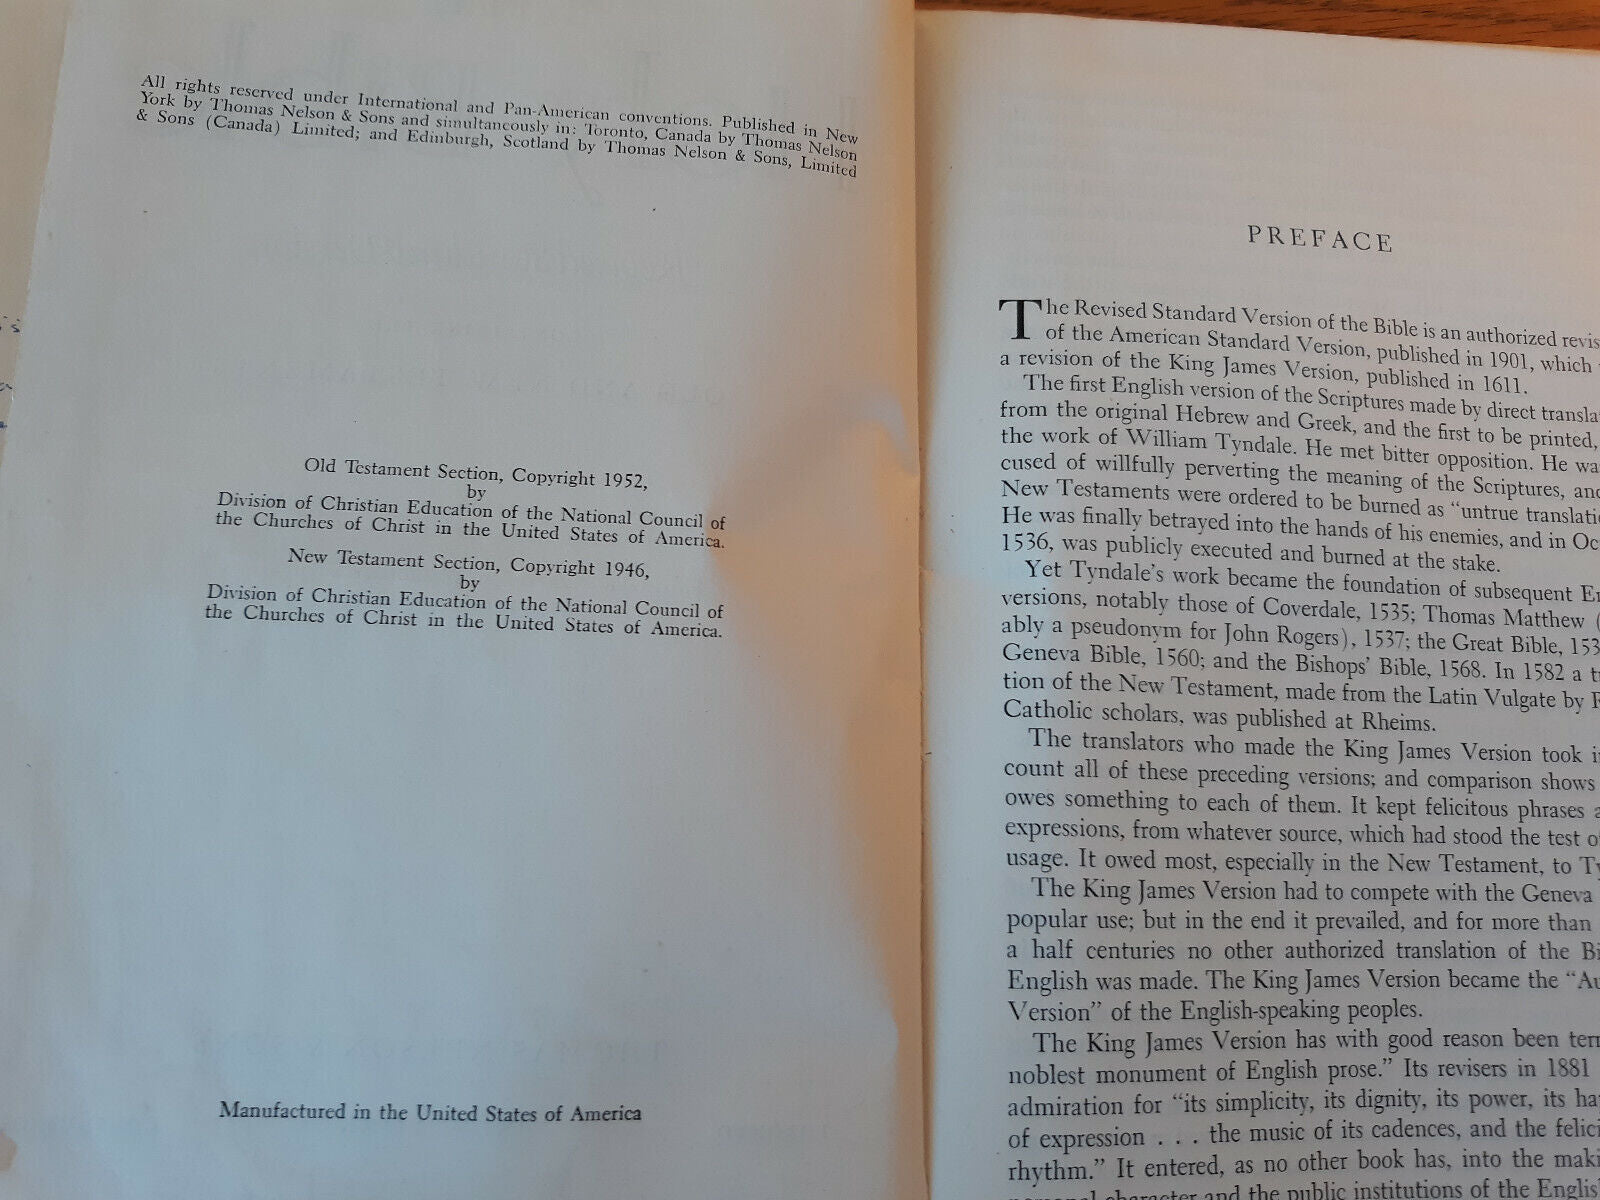 All rights reserved under International and Pan-American conventions. Published in New
York by Thomas Nelson & Sons and simultaneously in: Toronto, Canada by Thomas Nelson
& Sons (Canada) Limited; and Edinburgh, Scotland by Thomas Nelson & Sons, Limited
Old Testament Section, Copyright 1952,
by
Division of Christian Education of the National Council of
the Churches of Christ in the United States of America.
New Testament Section, Copyright 1946,
by
Division of Christian Education of the National Council of
the Churches of Christ in the United States of America.
Manufactured in the United States of America
PREFACE
The Revised Standard Version of the Bible is an authorized revis
of the American Standard Version, published in 1901, which
a revision of the King James Version, published in 1611.
The first English version of the Scriptures made by direct transla
from the original Hebrew and Greek, and the first to be printed,
the work of William Tyndale. He met bitter opposition. He wa
cused of willfully perverting the meaning of the Scriptures, and
New Testaments were ordered to be burned as "untrue translati
He was finally betrayed into the hands of his enemies, and in Oc
1536, was publicly executed and burned at the stake.
Yet Tyndale's work became the foundation of subsequent E
versions, notably those of Coverdale, 1535; Thomas Matthew (
ably a pseudonym for John Rogers), 1537; the Great Bible, 153
Geneva Bible, 1560; and the Bishops' Bible, 1568. In 1582 a t
tion of the New Testament, made from the Latin Vulgate by R
Catholic scholars, was published at Rheims.
The translators who made the King James Version took i
count all of these preceding versions; and comparison shows
owes something to each of them. It kept felicitous phrases a
expressions, from whatever source, which had stood the test o
usage. It owed most, especially in the New Testament, to Ty
The King James Version had to compete with the Geneva
popular use; but in the end it prevailed, and for more than
a half centuries no other authorized translation of the Bi
English was made. The King James Version became the "Au
Version" of the English-speaking peoples.
The King James Version has with good reason been ter
noblest monument of English prose." Its revisers in 1881
admiration for "its simplicity, its dignity, its power, its ha
of expression . . . the music of its cadences, and the felici
rhythm." It entered, as no other book has, into the maki
personal character and the public institutions of the English